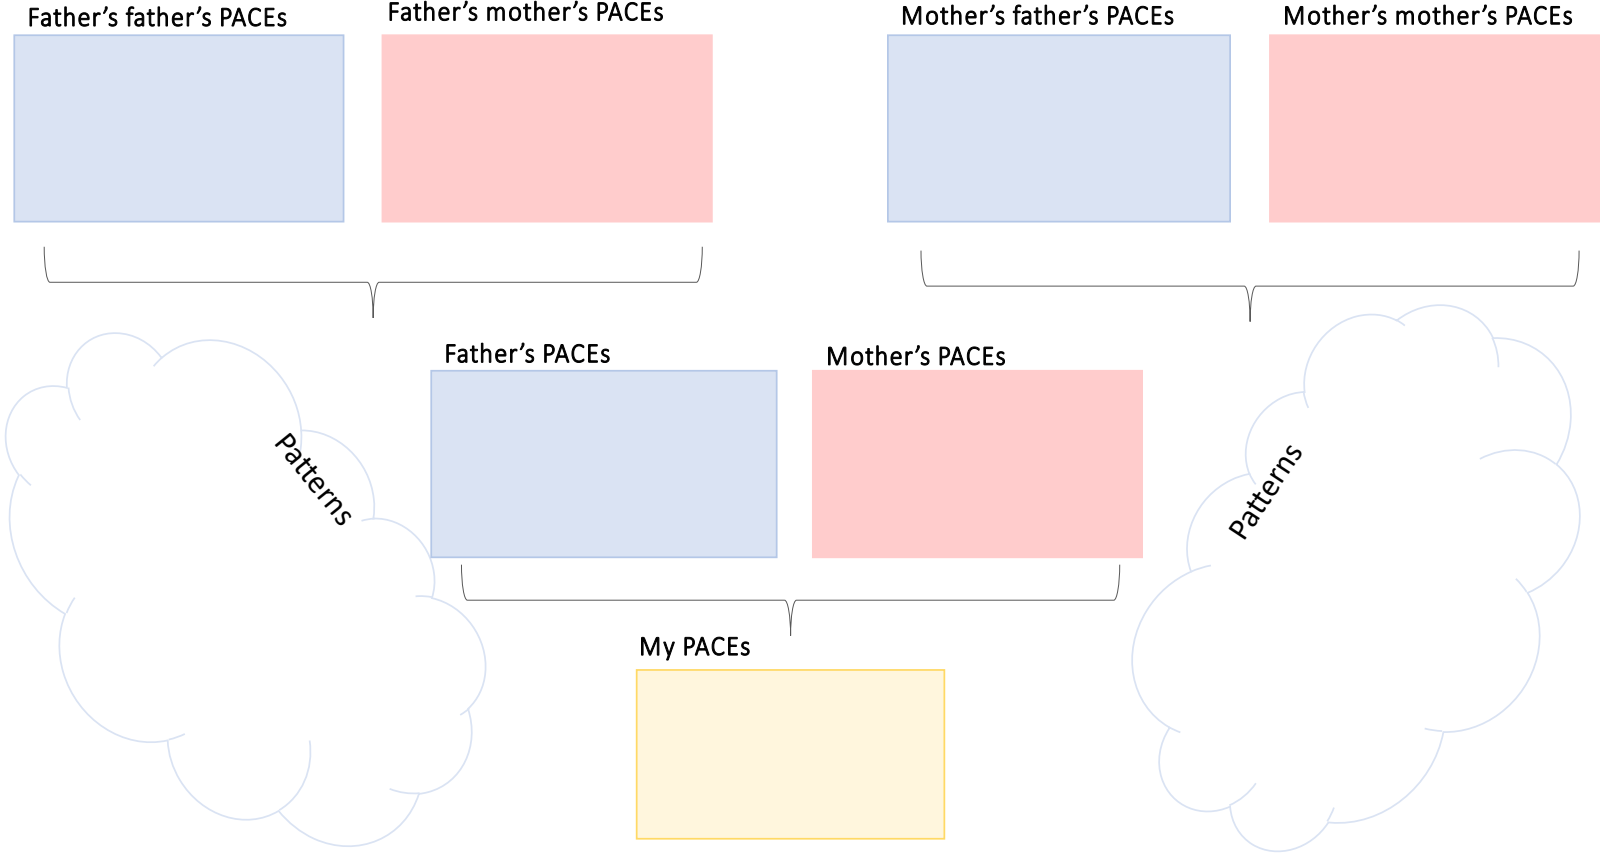 Father’s father’s PACEs
Father’s mother’s PACEs
Mother’s father’s PACEs
Mother’s mother’s PACEs
Father’s PACEs
Mother’s PACEs
Patterns
Patterns
My PACEs